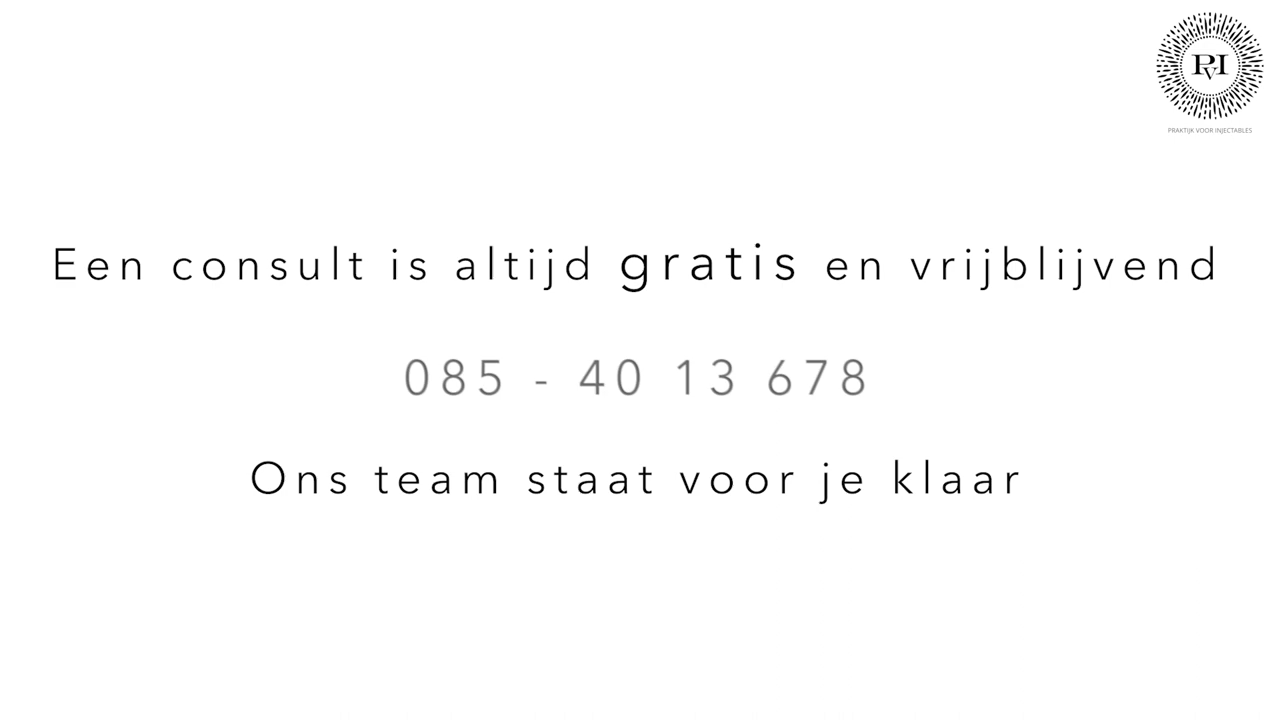 PVI
PRAKTIJK VOOR INJECTABLES
Een consult is altijd gratis en vrijblijvend
085 - 40 13 678
Ons team staat voor je klaar